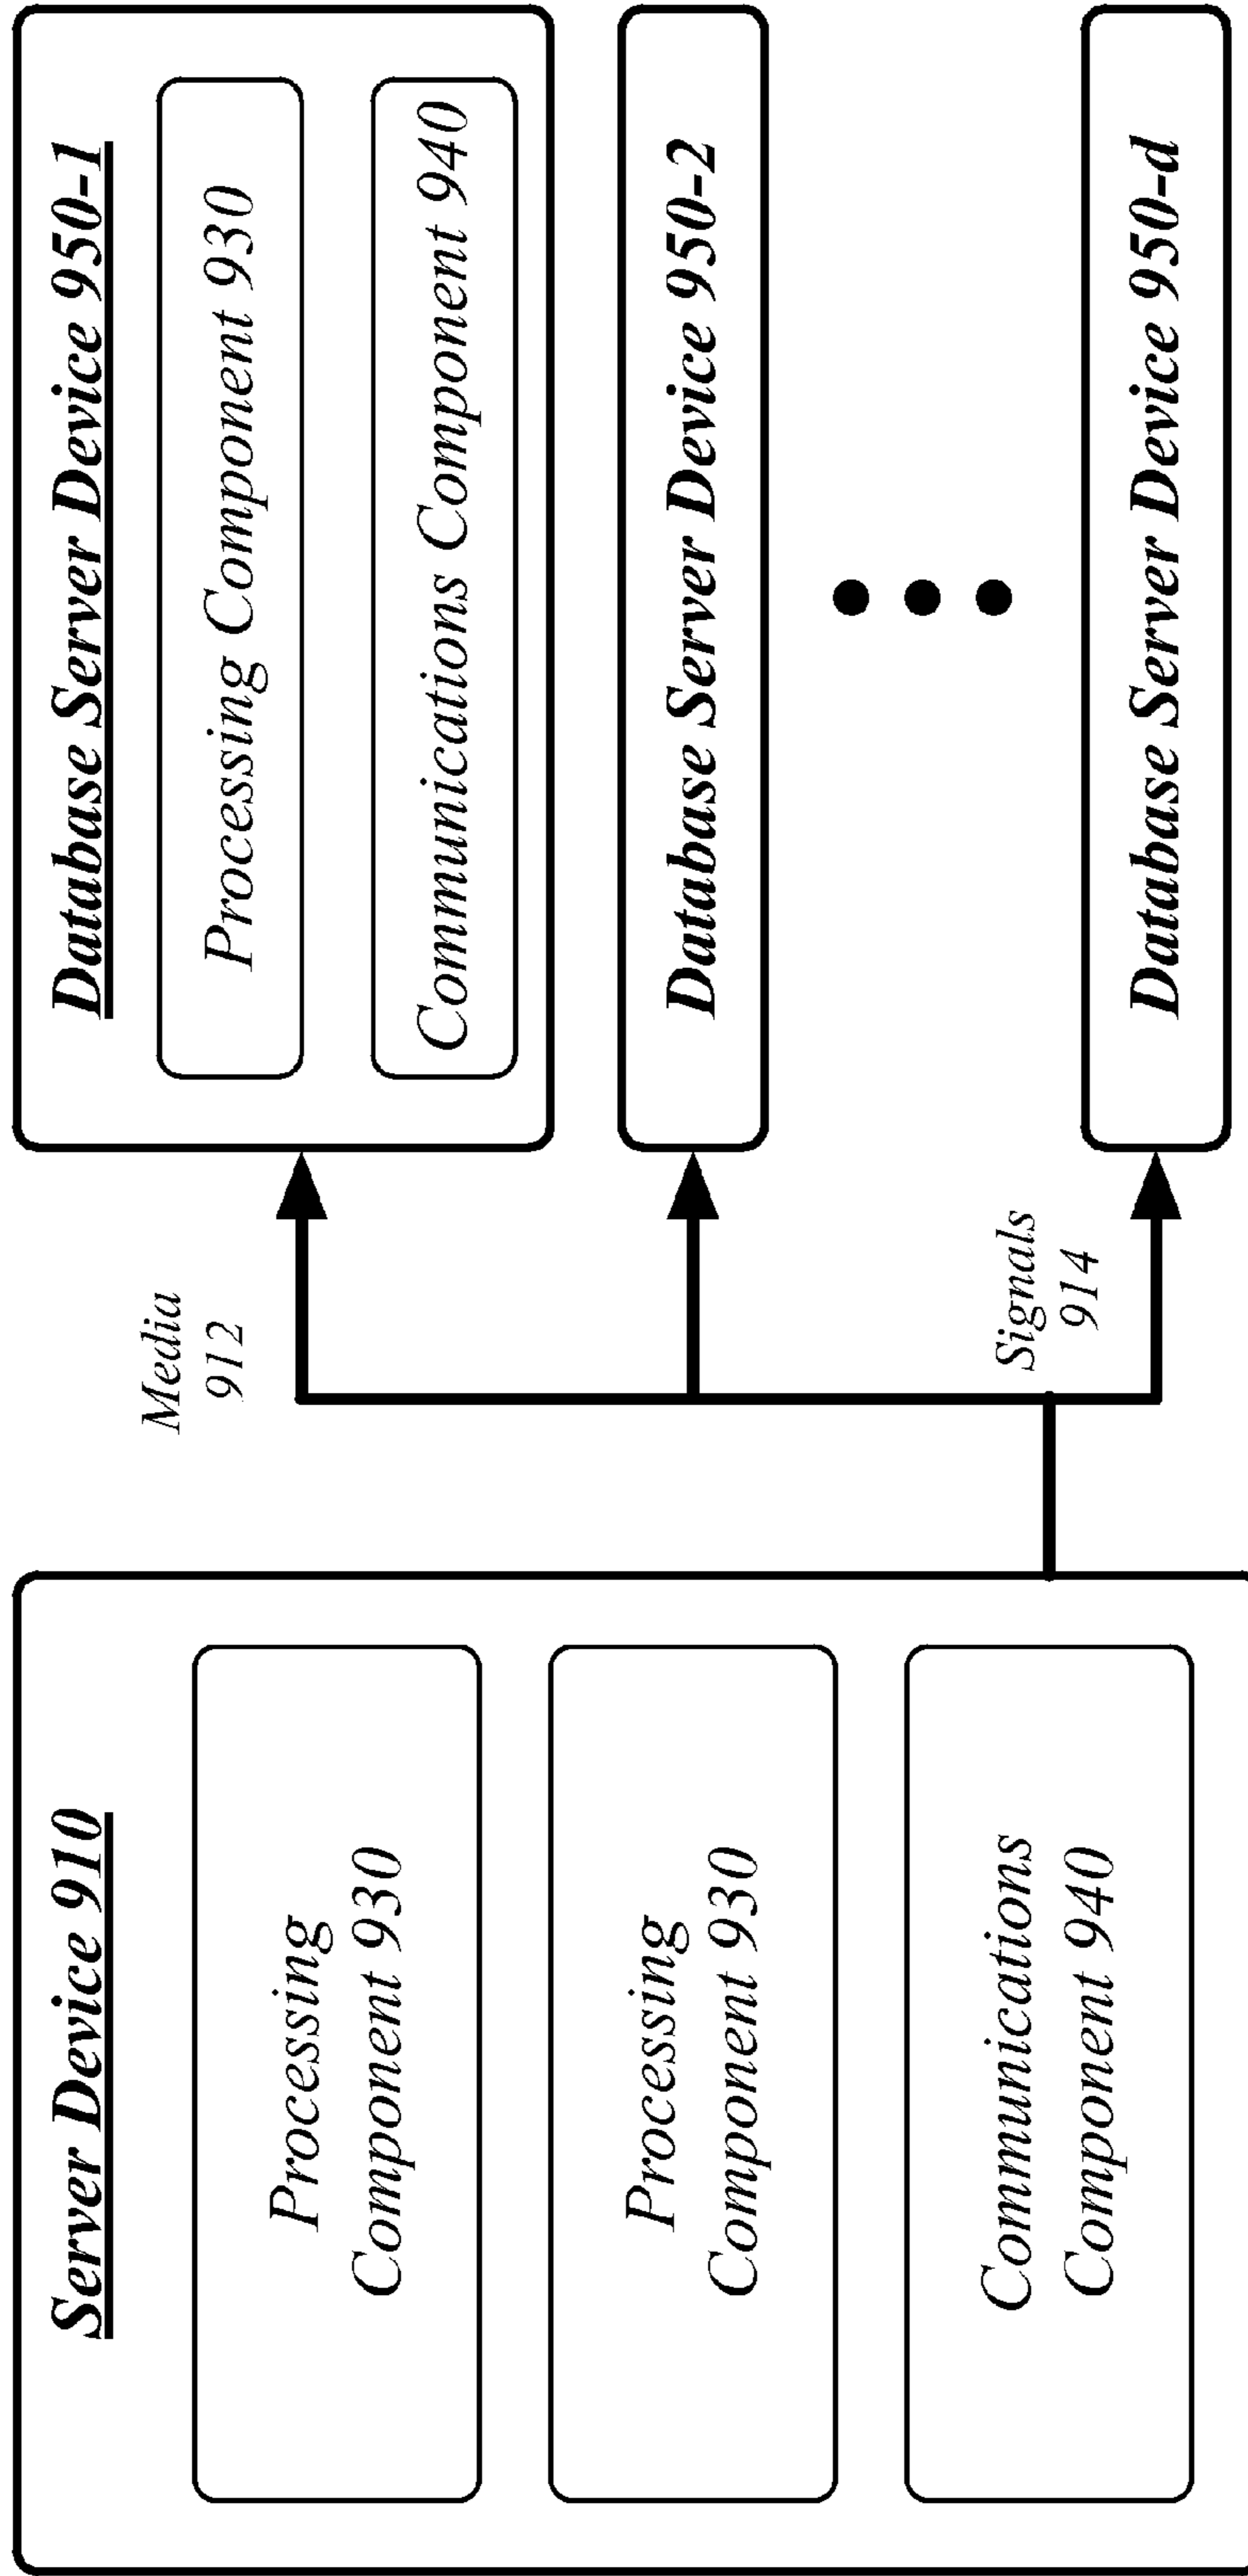 Server Device 910
Processing
Component 930
Processing
Component 930
Communications
Component 940
Media
912
Signals
914
Database Server Device 950-1
Processing Component 930
Communications Component 940
Database Server Device 950-2
Database Server Device 950-d